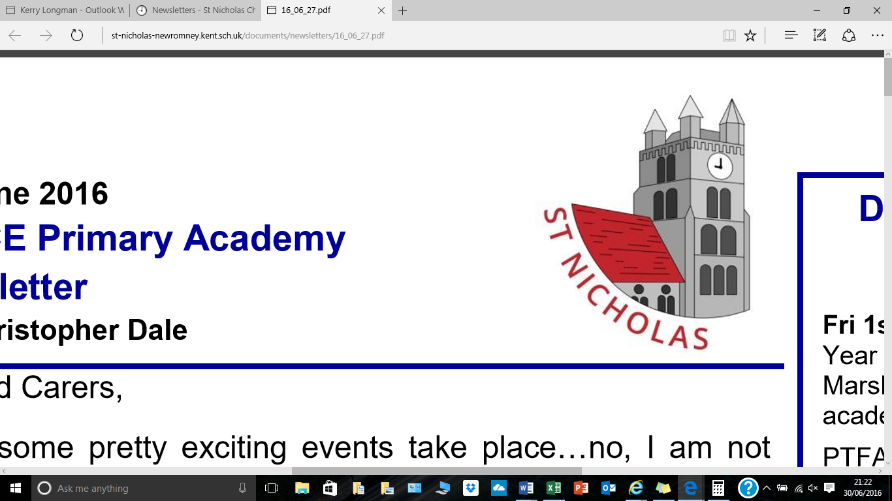 Kerry Longman - Outlook W
Newsletters - St Nicholas Ch
16_06_27.pdf
st-nicholas-newromney.kent.sch.uk/documents/newsletters/16_06_27.pdf
ne 2016
CE Primary Academy
letter
ristopher Dale
d Carers,
some pretty exciting events take place…no, I am not
ST NICHOLAS
D
Fri 1s
Year
Marsh
acade
PTFA
Ask me anything
21:22
30/06/2016